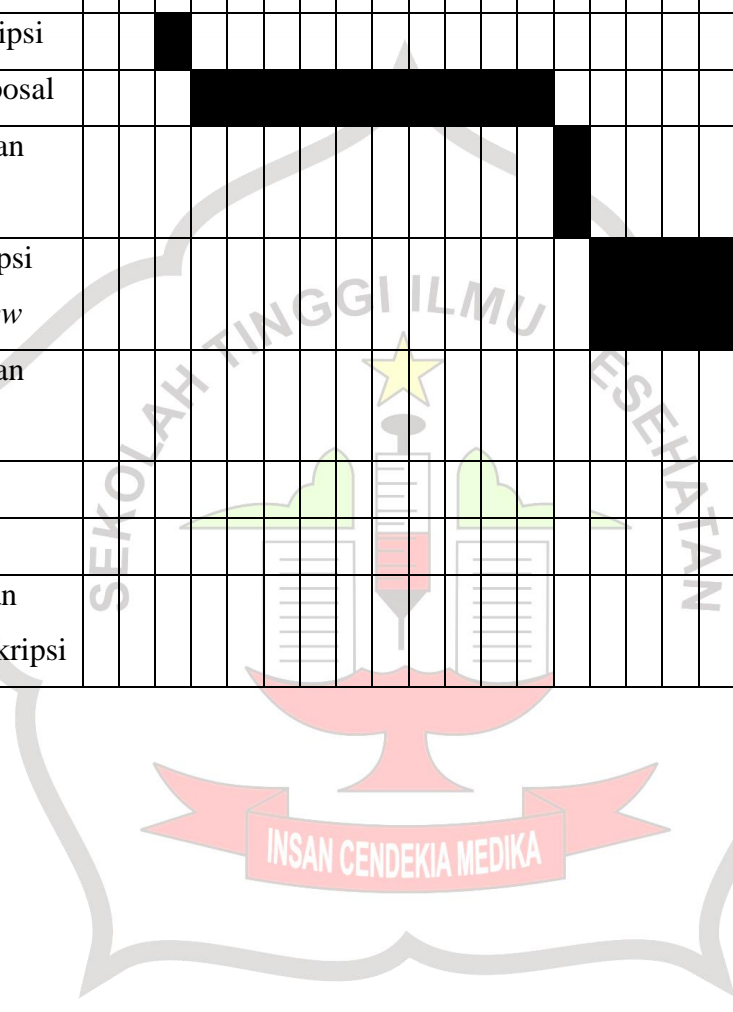 ipsi
posal
an
psi
w
an
an
kripsi
SEKOLAH TINGGI ILMU KESEHATAN
INSAN CENDEKIA MEDIKA